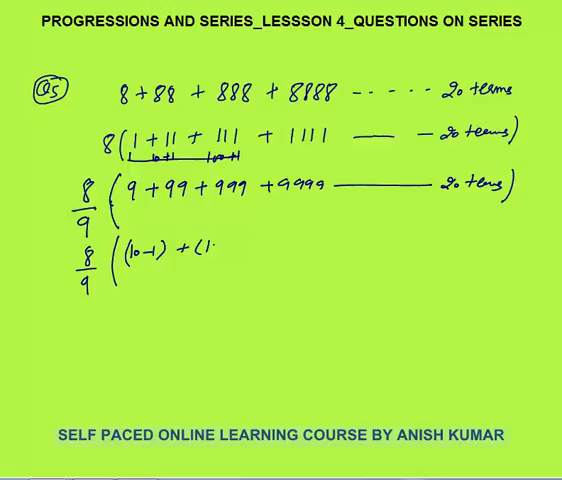 PROGRESSIONS AND SERIES_LESSSON 4_QUESTIONS ON SERIES
Q5 8 + 88 + 888 + 8888 ------ 20 terms
8(1 + 11 + 111 + 1111 —— — 20 terms)
10+1 100+11
8/9 (9 + 99 + 999 + 9999 ———— 20 terms)
8/9 ((10-1) + (1
SELF PACED ONLINE LEARNING COURSE BY ANISH KUMAR